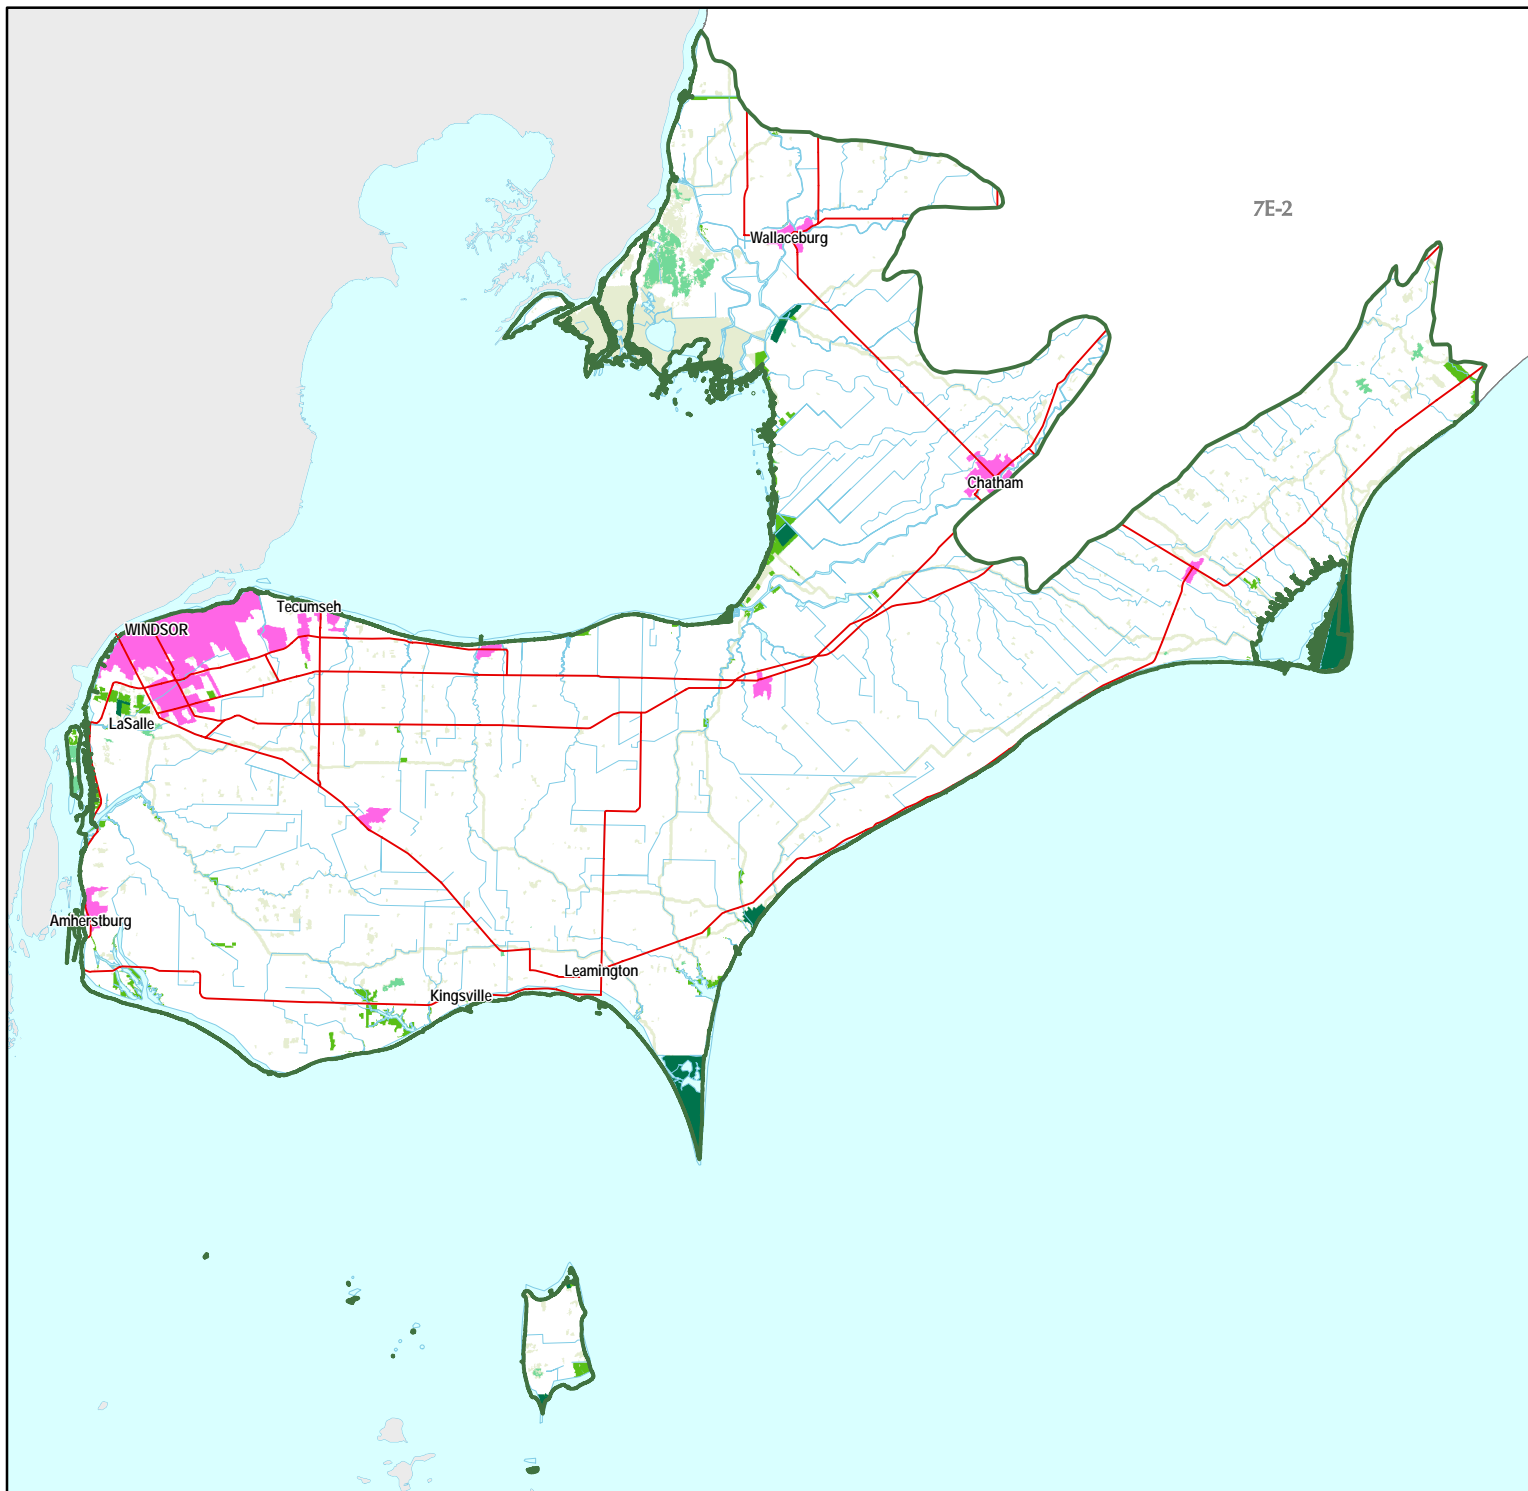 7E-2
Wallaceburg
Chatham
Tecumseh
WINDSOR
LaSalle
Amherstburg
Leamington
Kingsville